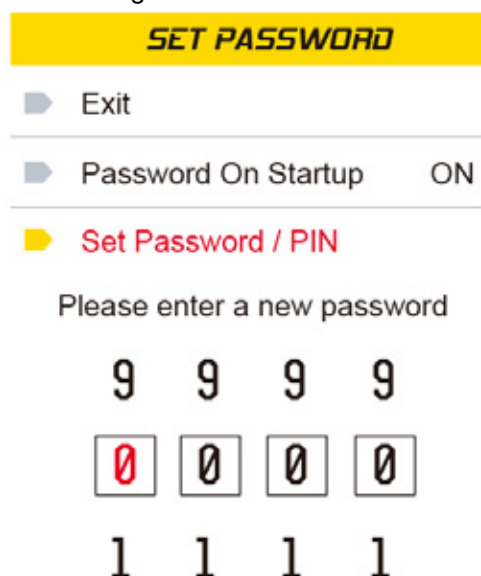 SET PASSWORD
Exit
Password On Startup ON
Set Password / PIN
Please enter a new password
9 9 9 9
0 0 0 0
1 1 1 1